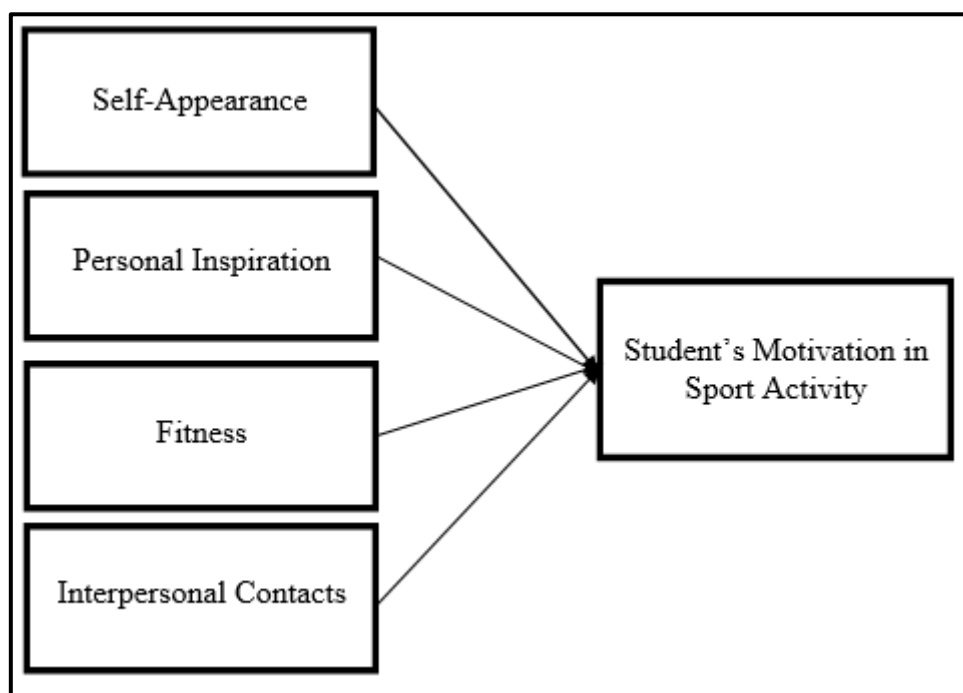 Self-Appearance
Personal Inspiration
Fitness
Interpersonal Contacts
Student’s Motivation in
Sport Activity